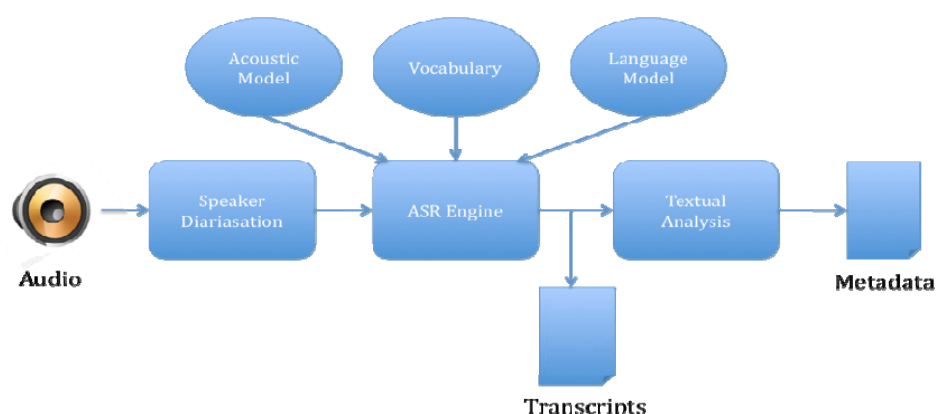 Acoustic
Model
Vocabulary
Language
Model
Speaker
Diariasation
ASR Engine
Textual
Analysis
Audio
Metadata
Transcripts